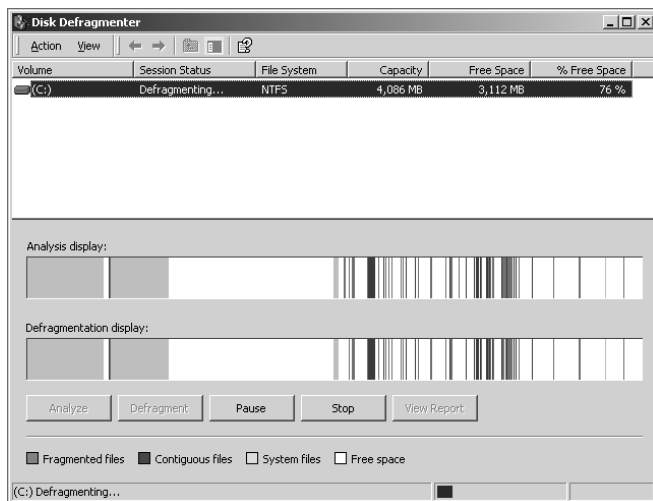 Disk Defragmenter
Action View
Volume Session Status File System Capacity Free Space % Free Space
(C:) Defragmenting... NTFS 4,086 MB 3,112 MB 76 %
Analysis display:
Defragmentation display:
Analyze Defragment Pause Stop View Report
Fragmented files Contiguous files System files Free space
(C:) Defragmenting...